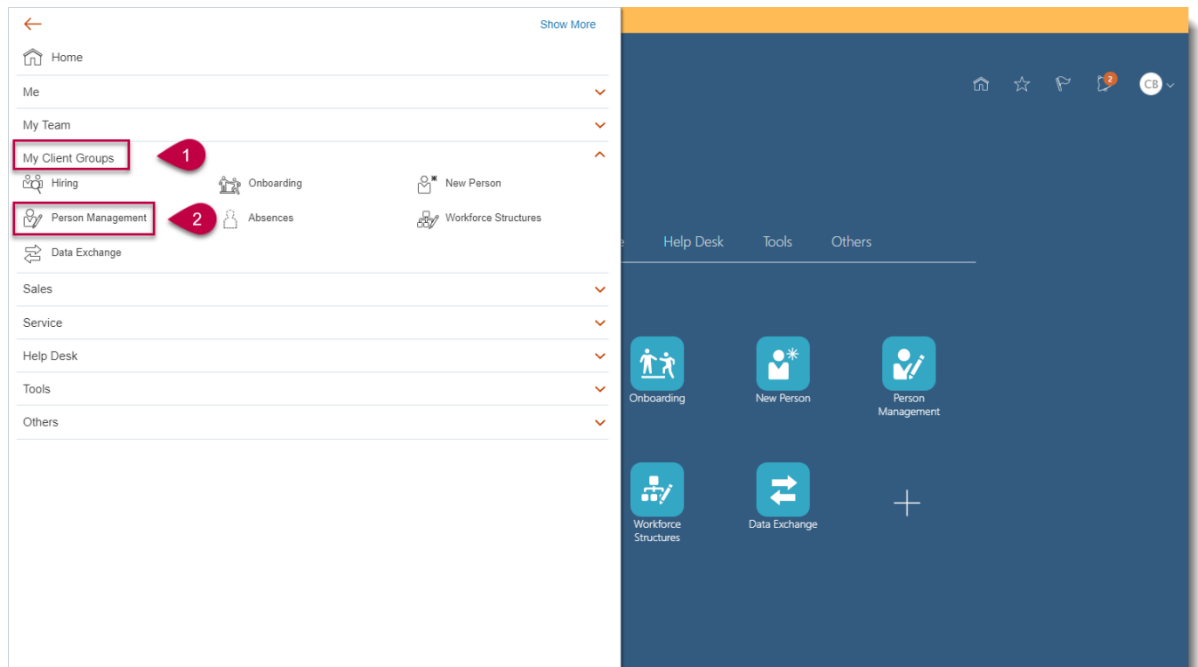 Show More
Home
Me
My Team
My Client Groups
1
Hiring
Onboarding
New Person
Person Management
2
Absences
Workforce Structures
Data Exchange
Sales
Service
Help Desk
Tools
Others
2
CB
Help Desk
Tools
Others
Onboarding
New Person
Person
Management
Workforce
Structures
Data Exchange